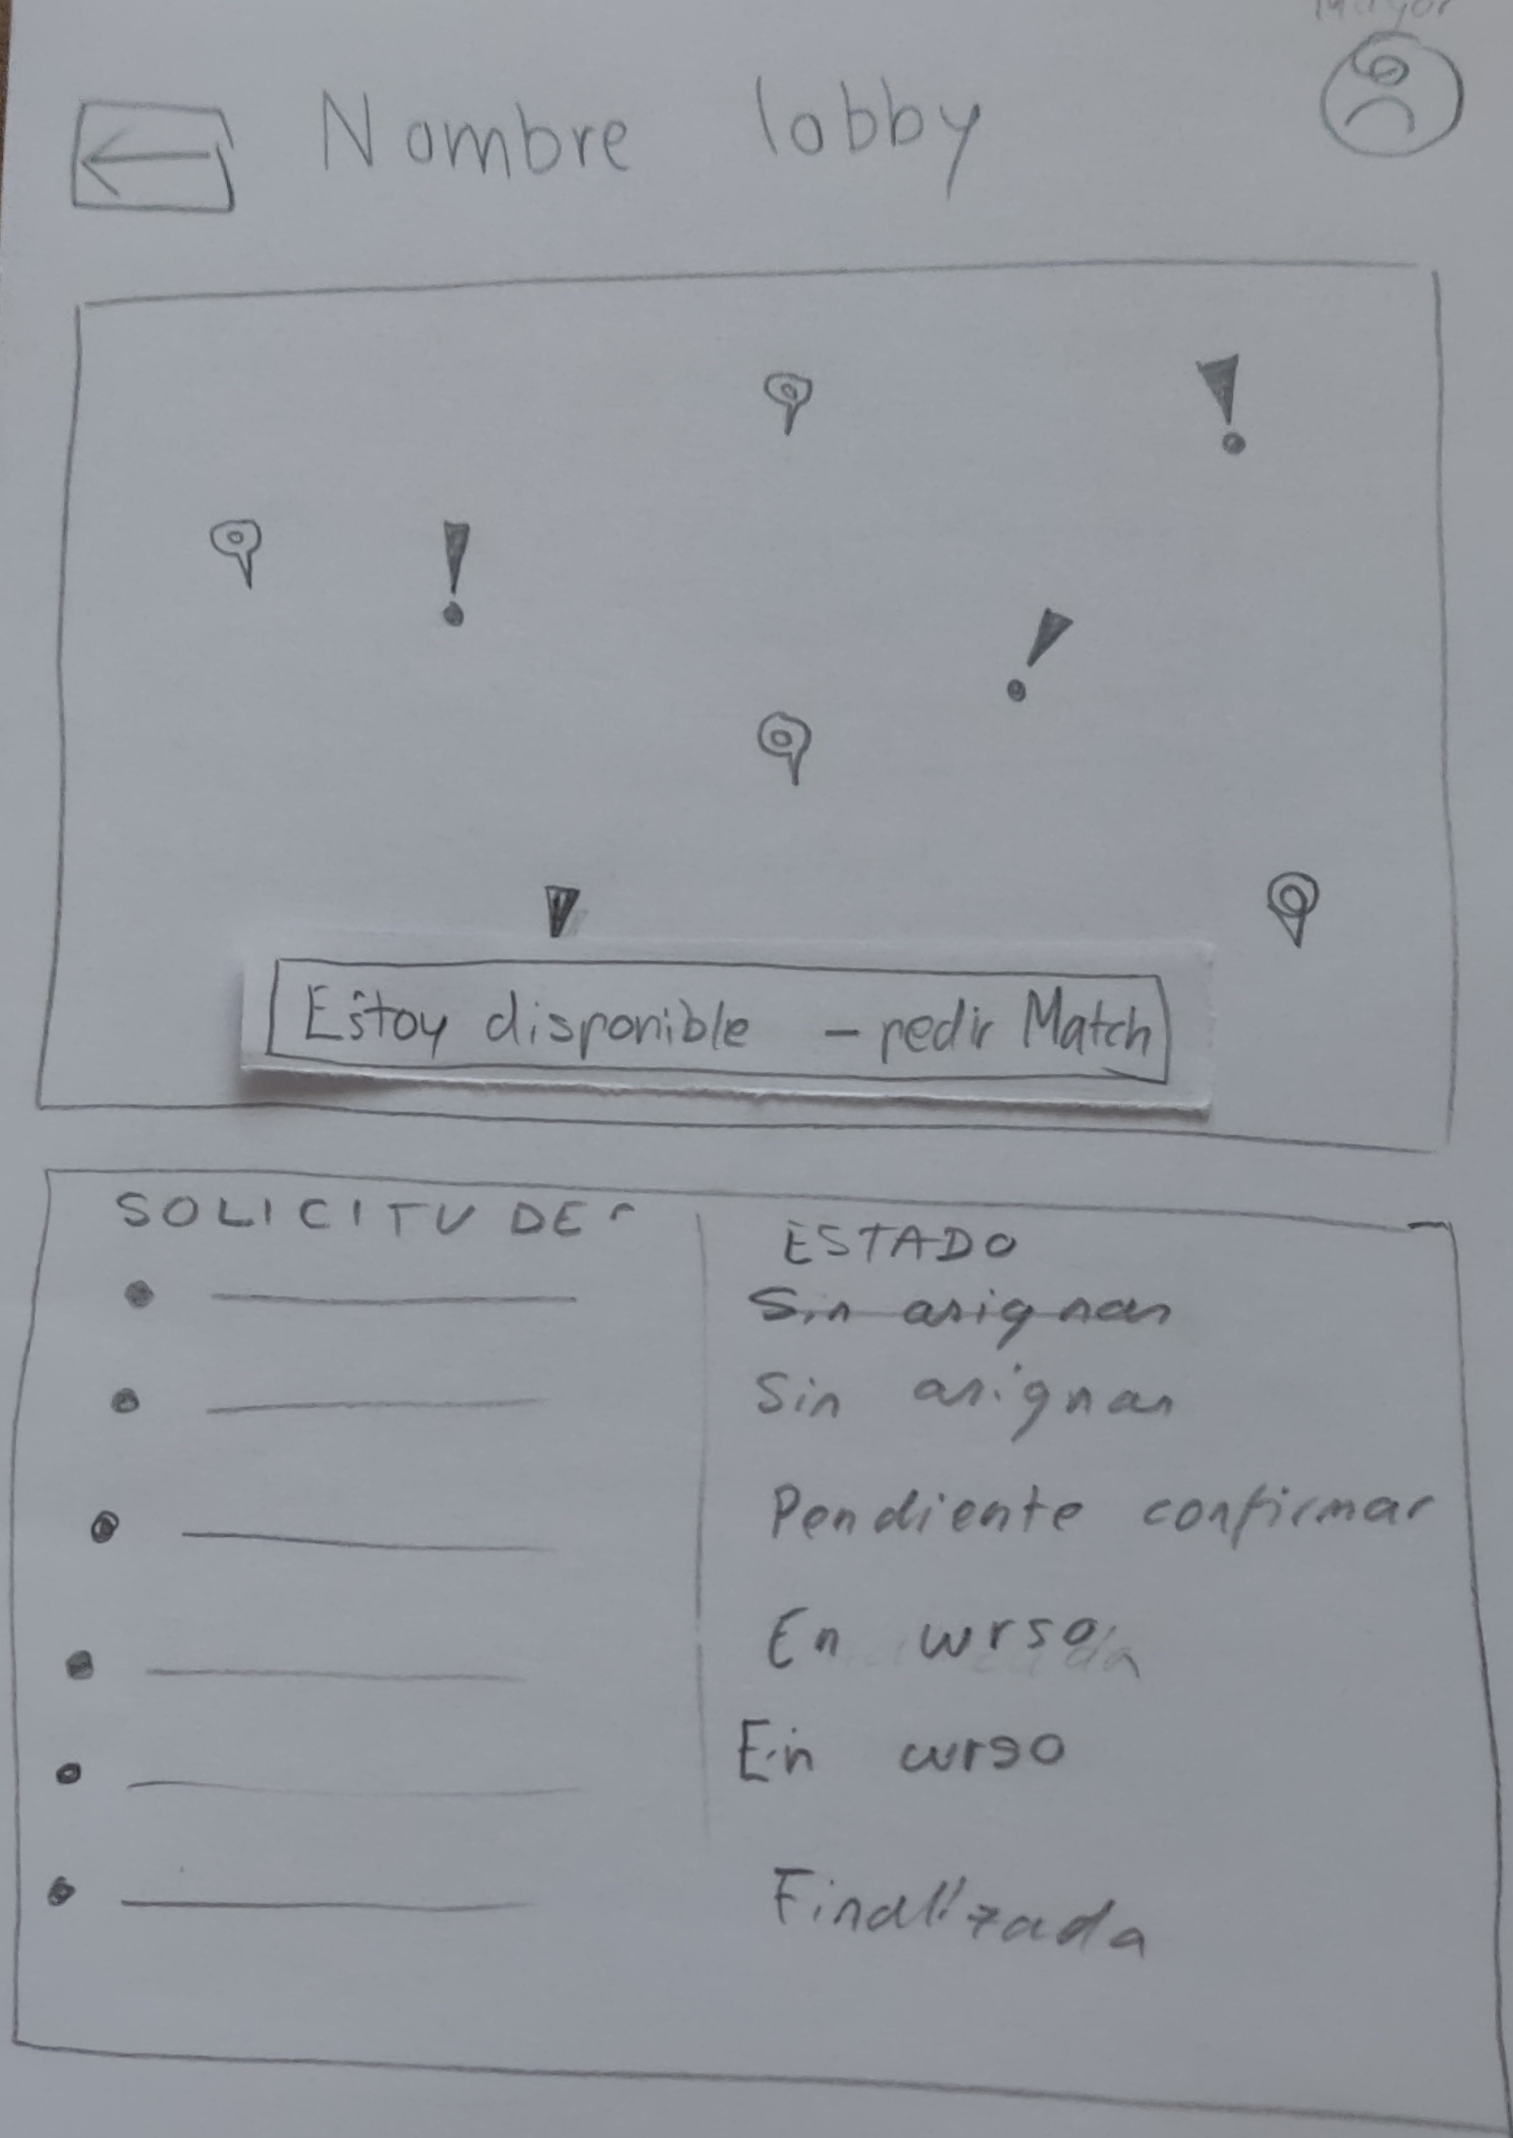 Mayor
Nombre lobby
Estoy disponible - pedir Match
SOLICITUDES
ESTADO
Sin asignar
Sin asignar
Pendiente confirmar
En curso
En curso
Finalizada